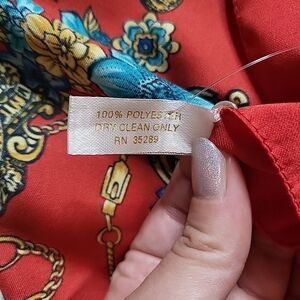 100% POLYESTER
DRY CLEAN ONLY
RN 35289